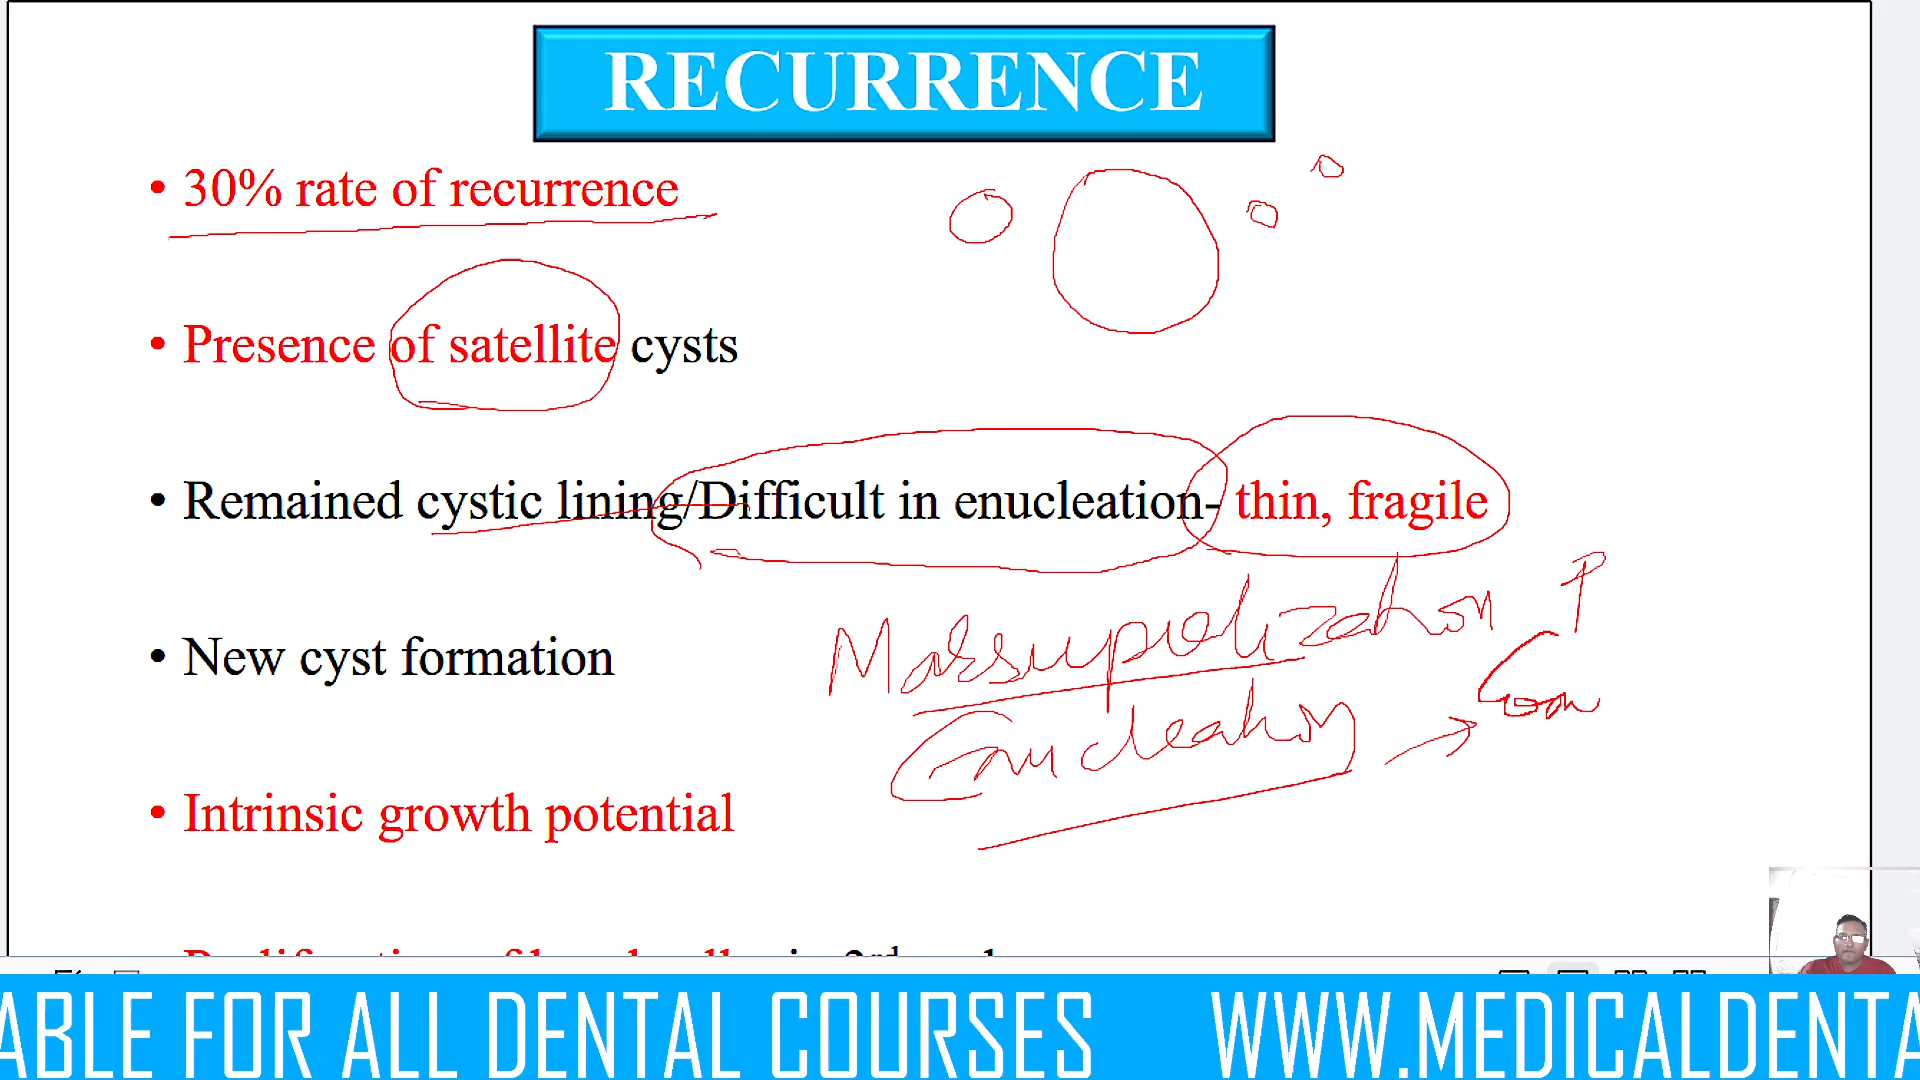 RECURRENCE
• 30% rate of recurrence
• Presence of satellite cysts
• Remained cystic lining/Difficult in enucleation- thin, fragile
Marsupialization
• New cyst formation
Enucleation →
• Intrinsic growth potential
ABLE FOR ALL DENTAL COURSES WWW.MEDICALDENTA